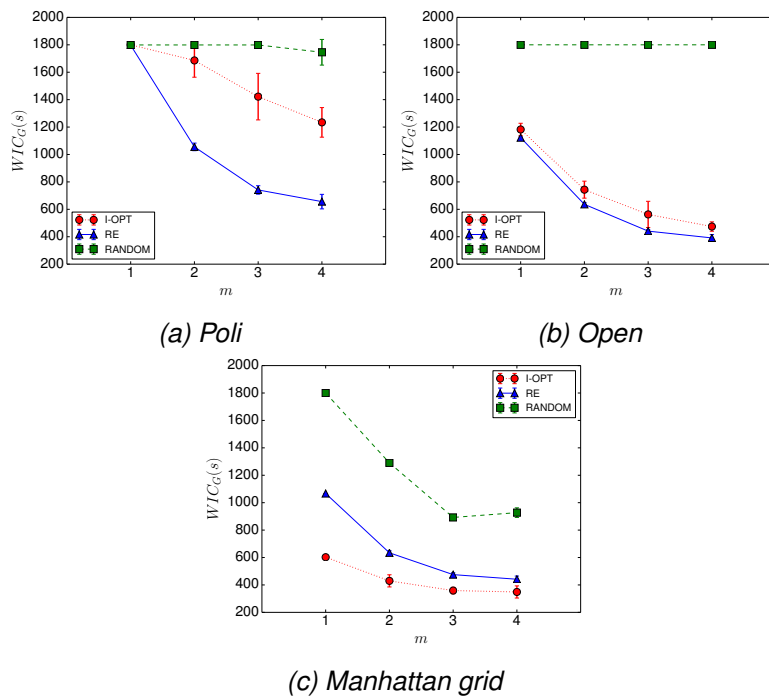 2000
1800
1600
1400
1200
1000
800
600
400
200
WIC_G(s)
I-OPT
RE
RANDOM
1 2 3 4
m
(a) Poli
2000
1800
1600
1400
1200
1000
800
600
400
200
WIC_G(s)
I-OPT
RE
RANDOM
1 2 3 4
m
(b) Open
2000
1800
1600
1400
1200
1000
800
600
400
200
WIC_G(s)
I-OPT
RE
RANDOM
1 2 3 4
m
(c) Manhattan grid